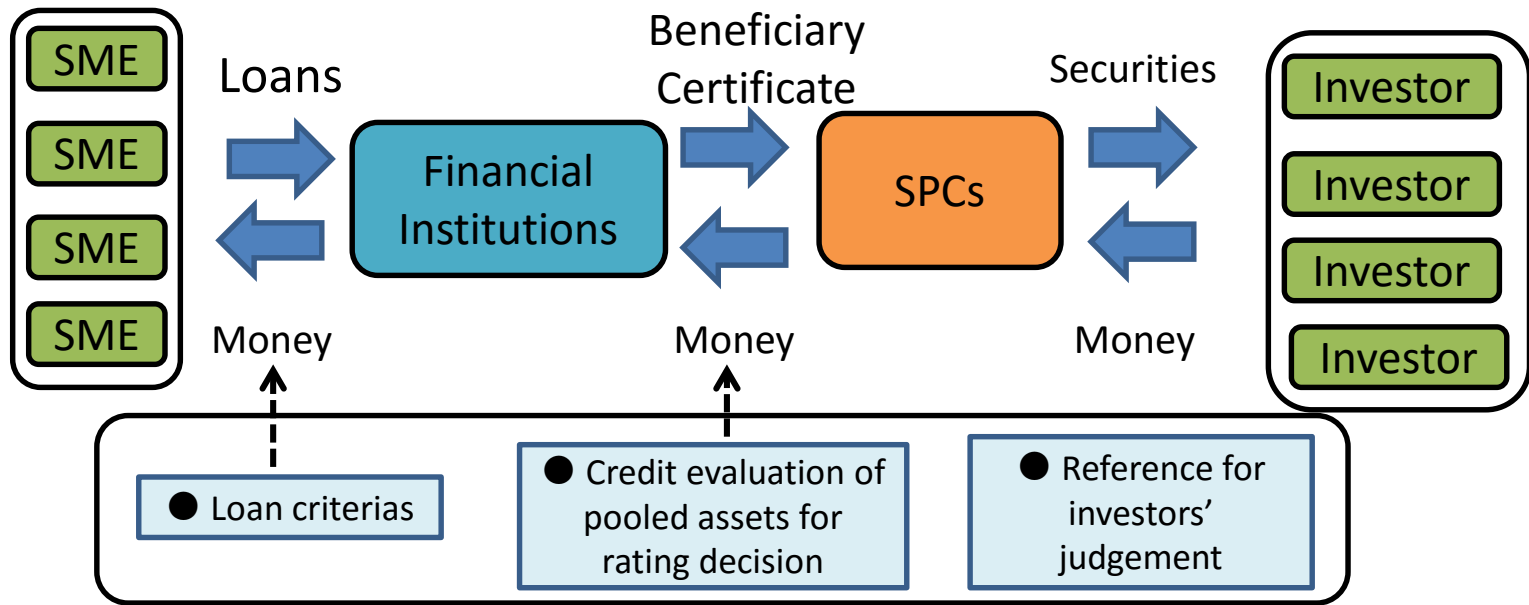 SME
SME
SME
SME
Loans
Money
Financial
Institutions
Beneficiary
Certificate
Money
SPCs
Securities
Money
Investor
Investor
Investor
Investor
● Loan criterias
● Credit evaluation of
pooled assets for
rating decision
● Reference for
investors’
judgement